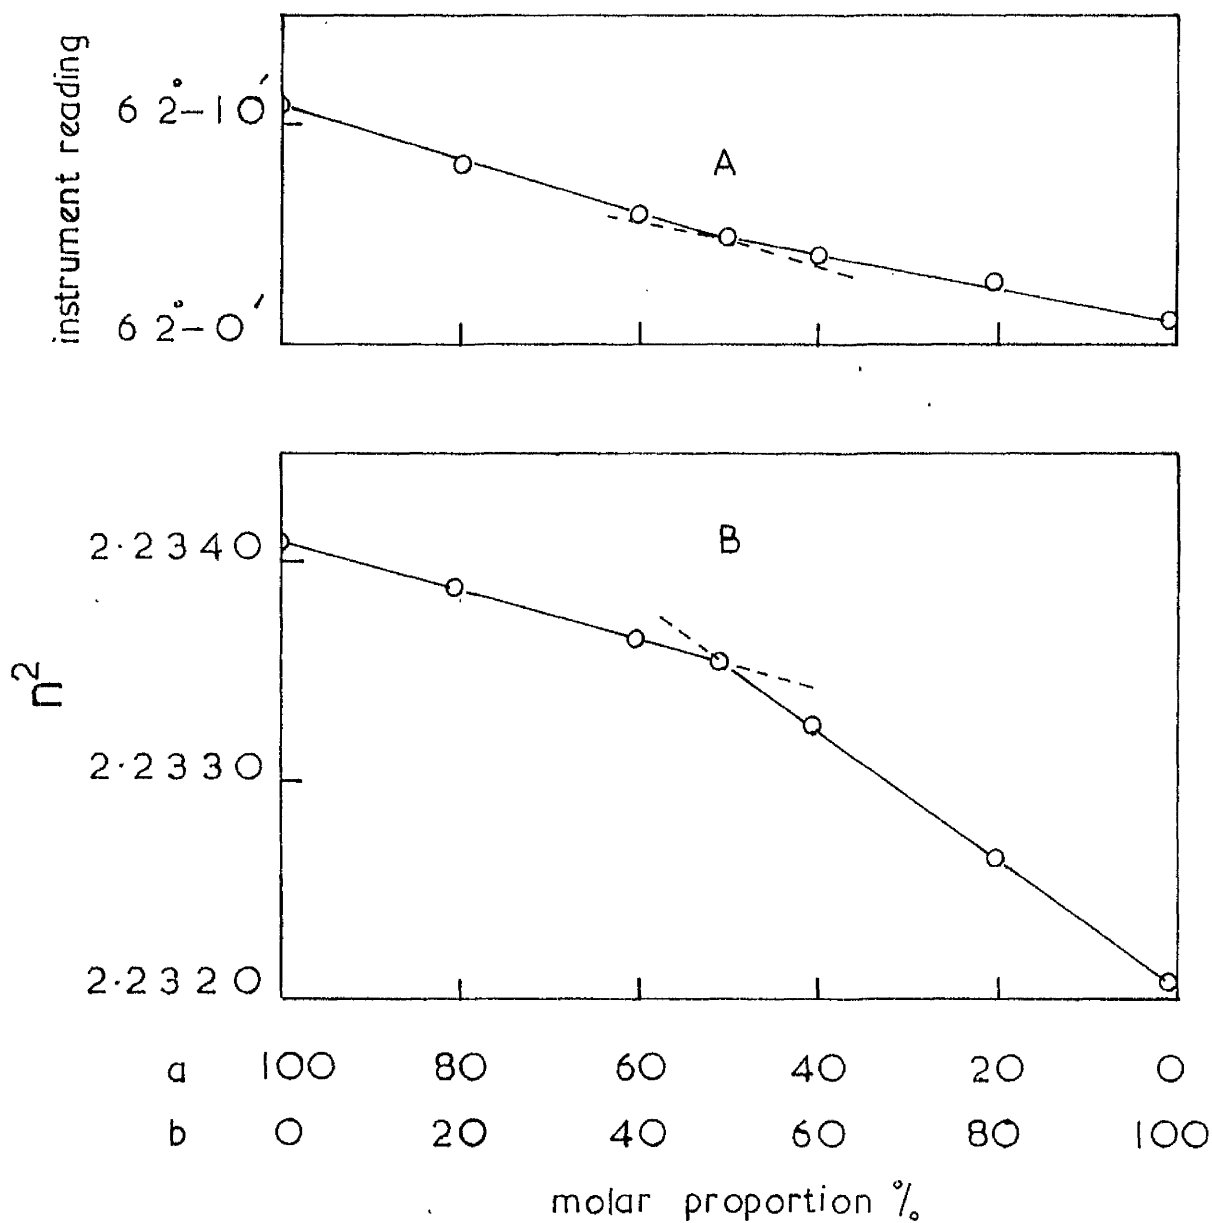 instrument reading
62°-10′
A
62°-0′
n²
2·2340
B
2·2330
2·2320
a 100 80 60 40 20 0
b 0 20 40 60 80 100
molar proportion %